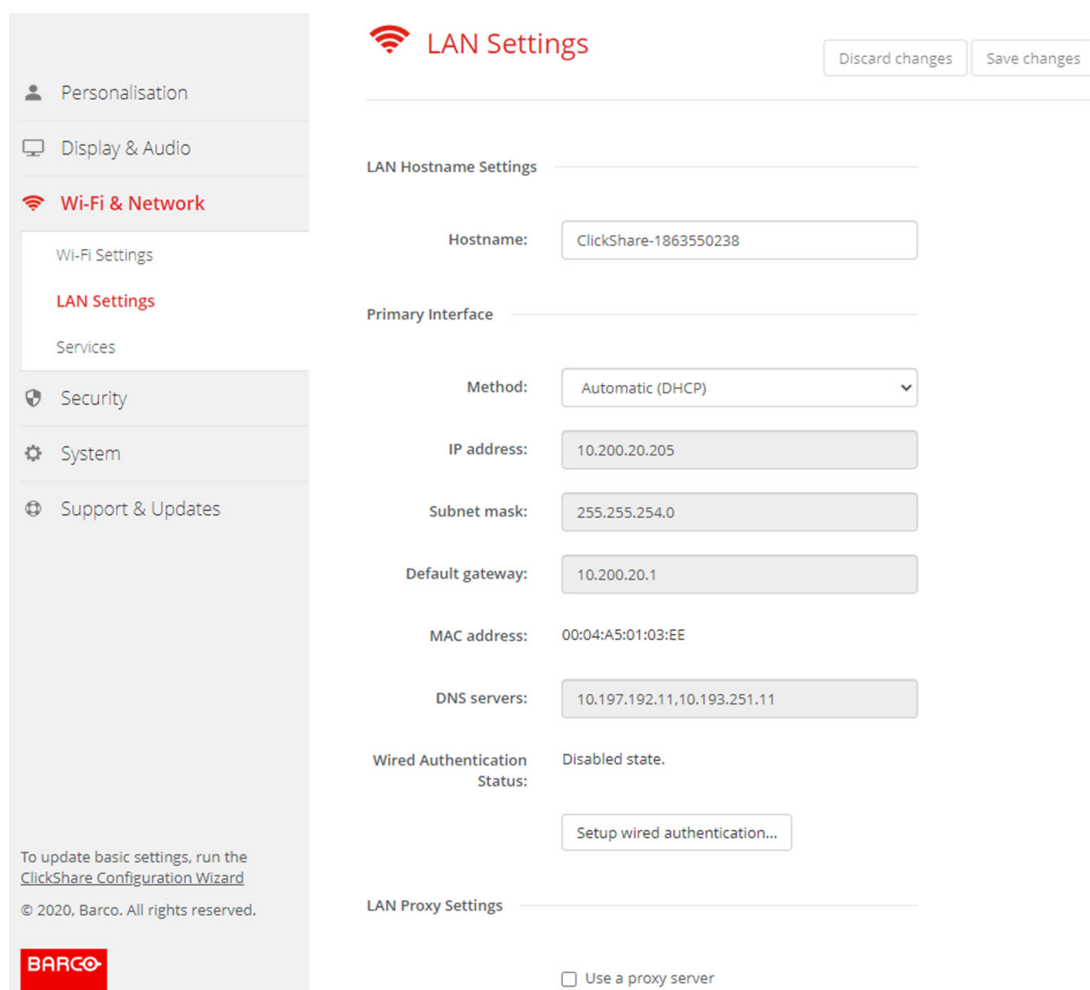 LAN Settings
Discard changes
Save changes
Personalisation
Display & Audio
Wi-Fi & Network
Wi-Fi Settings
LAN Settings
Services
Security
System
Support & Updates
To update basic settings, run the
ClickShare Configuration Wizard
© 2020, Barco. All rights reserved.
BARCO
LAN Hostname Settings
Hostname: ClickShare-1863550238
Primary Interface
Method: Automatic (DHCP)
IP address: 10.200.20.205
Subnet mask: 255.255.254.0
Default gateway: 10.200.20.1
MAC address: 00:04:A5:01:03:EE
DNS servers: 10.197.192.11,10.193.251.11
Wired Authentication Status: Disabled state.
Setup wired authentication...
LAN Proxy Settings
Use a proxy server